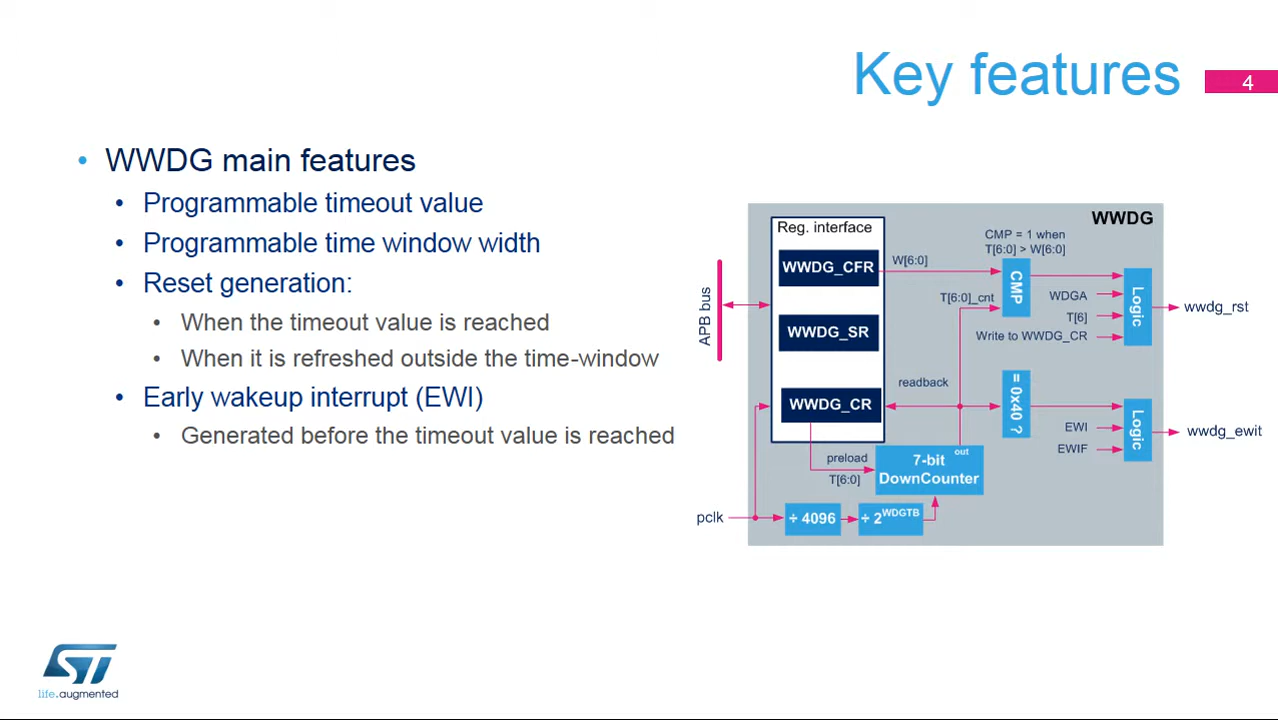 Key features
4
• WWDG main features
• Programmable timeout value
• Programmable time window width
• Reset generation:
• When the timeout value is reached
• When it is refreshed outside the time-window
• Early wakeup interrupt (EWI)
• Generated before the timeout value is reached
WWDG
Reg. interface
CMP = 1 when
T[6:0] > W[6:0]
WWDG_CFR
W[6:0]
CMP
T[6:0]_cnt
WDGA
T[6]
Write to WWDG_CR
Logic
wwdg_rst
APB bus
WWDG_SR
readback
WWDG_CR
= 0x40 ?
EWI
EWIF
Logic
wwdg_ewit
preload
T[6:0]
out
7-bit
DownCounter
pclk
÷ 4096
÷ 2^WDGTB
ST
life.augmented